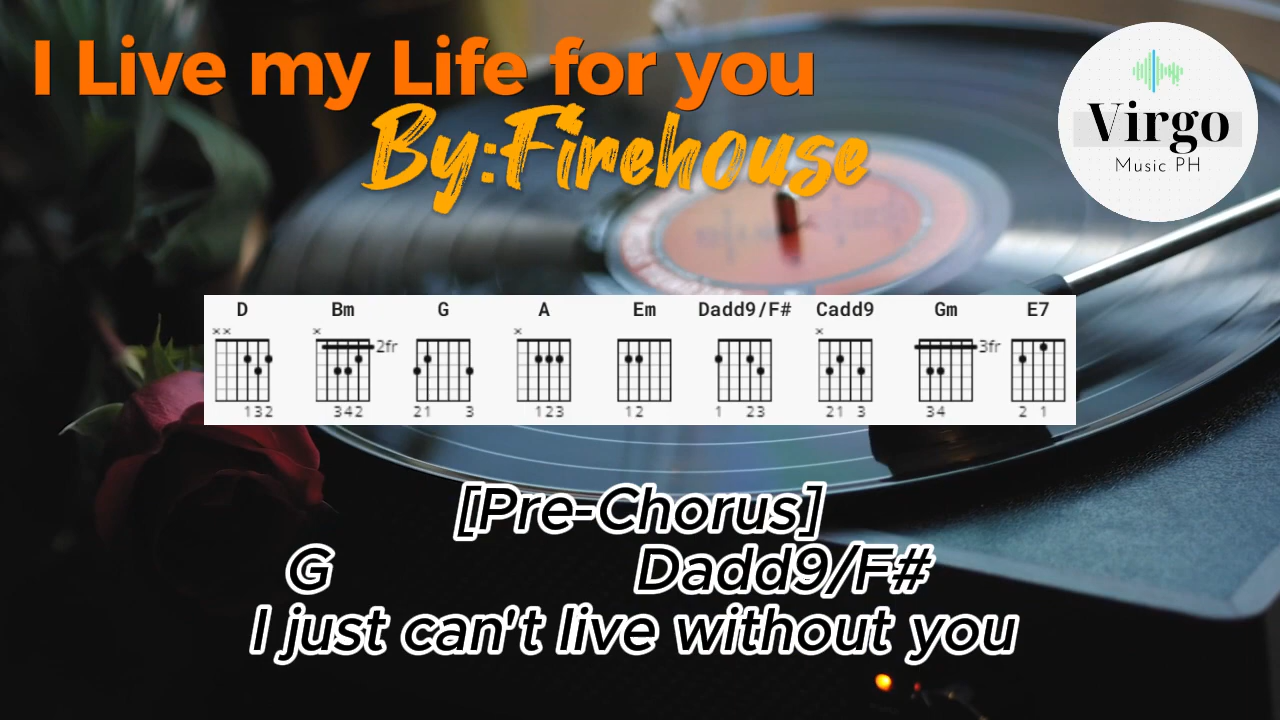 I Live my Life for you
By:Firehouse
Virgo
Music PH
D Bm G A Em Dadd9/F# Cadd9 Gm E7
xx x x x
2fr 3fr
132 342 21 3 123 12 1 23 21 3 34 2 1
[Pre-Chorus]
G Dadd9/F#
I just can't live without you